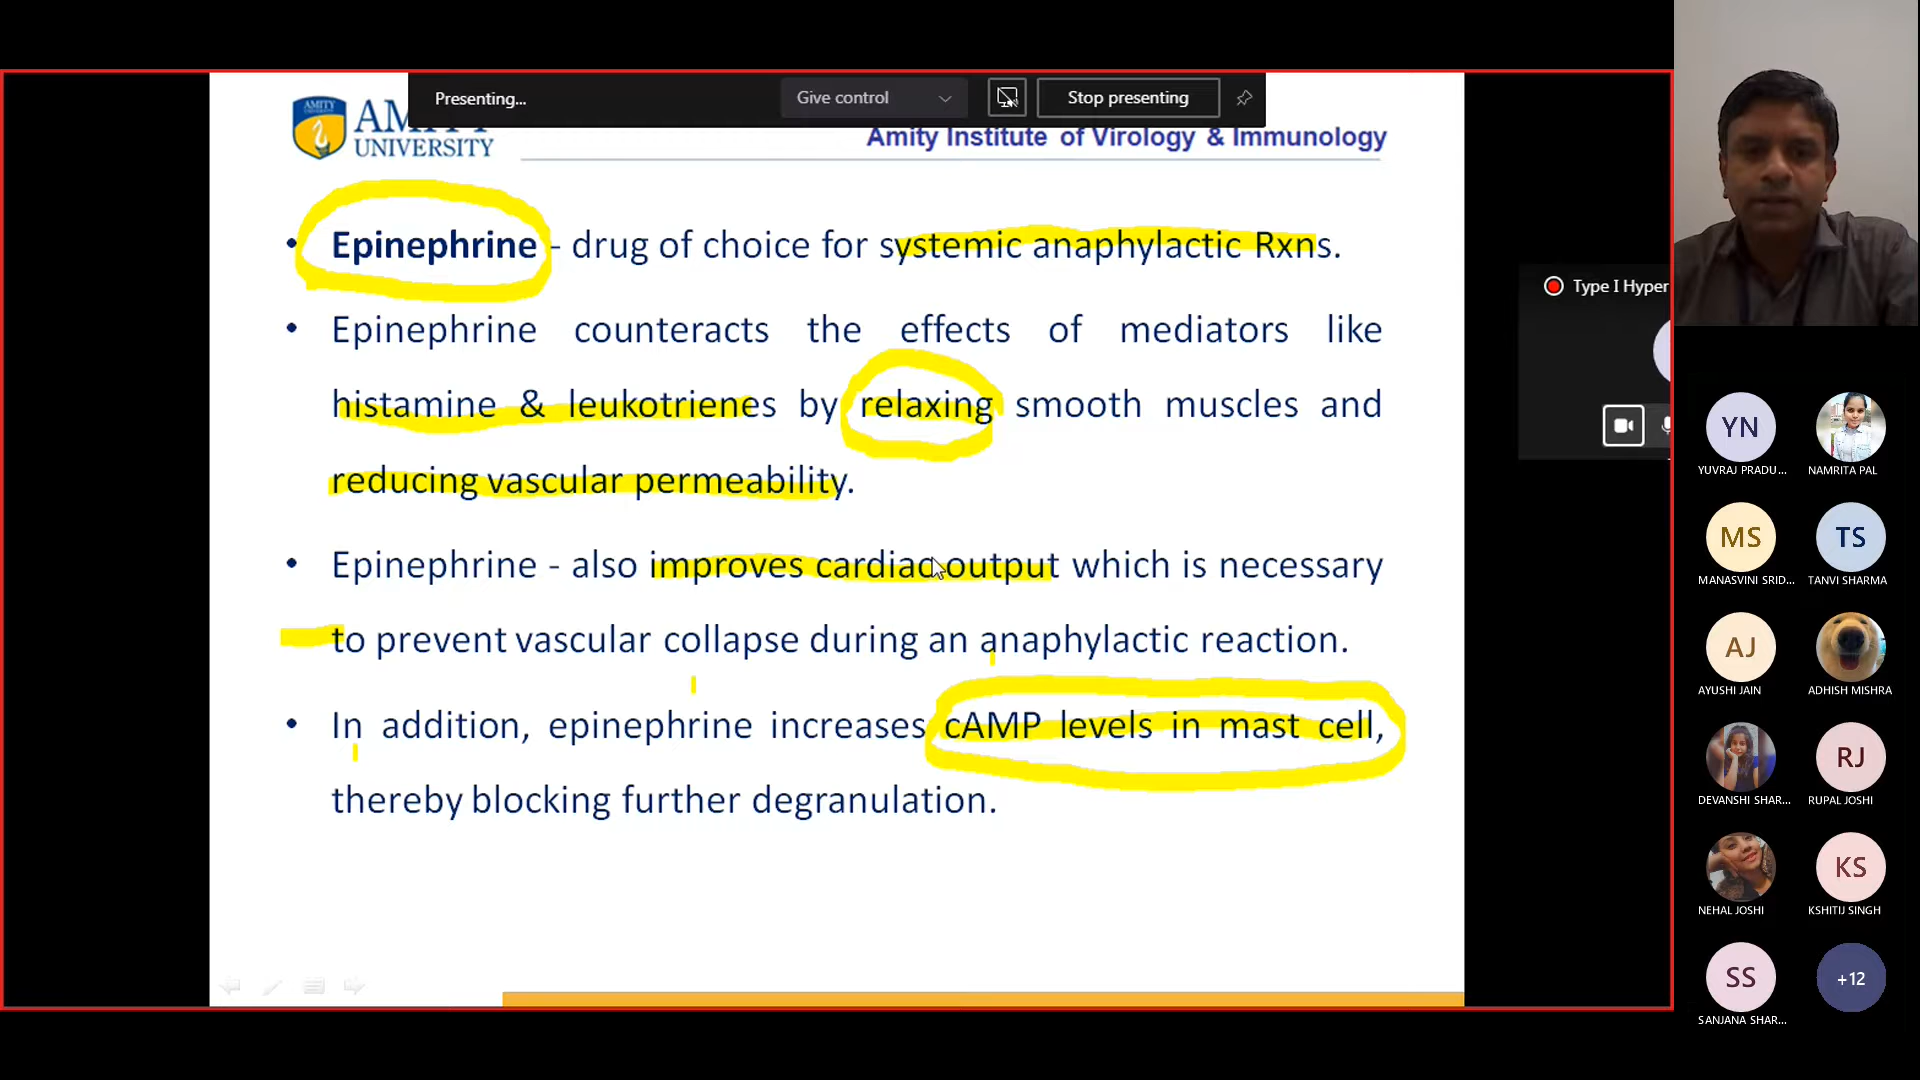 Presenting...
Give control
Stop presenting
AMITY
UNIVERSITY
Amity Institute of Virology & Immunology
• Epinephrine - drug of choice for systemic anaphylactic Rxns.
• Epinephrine counteracts the effects of mediators like
histamine & leukotrienes by relaxing smooth muscles and
reducing vascular permeability.
• Epinephrine - also improves cardiac output which is necessary
to prevent vascular collapse during an anaphylactic reaction.
• In addition, epinephrine increases cAMP levels in mast cell,
thereby blocking further degranulation.
Type I Hyper
YN
YUVRAJ PRADU...
NAMRITA PAL
MS
MANASVINI SRID...
TS
TANVI SHARMA
AJ
AYUSHI JAIN
ADHISH MISHRA
DEVANSHI SHAR...
RJ
RUPAL JOSHI
NEHAL JOSHI
KS
KSHITIJ SINGH
SS
SANJANA SHAR...
+12